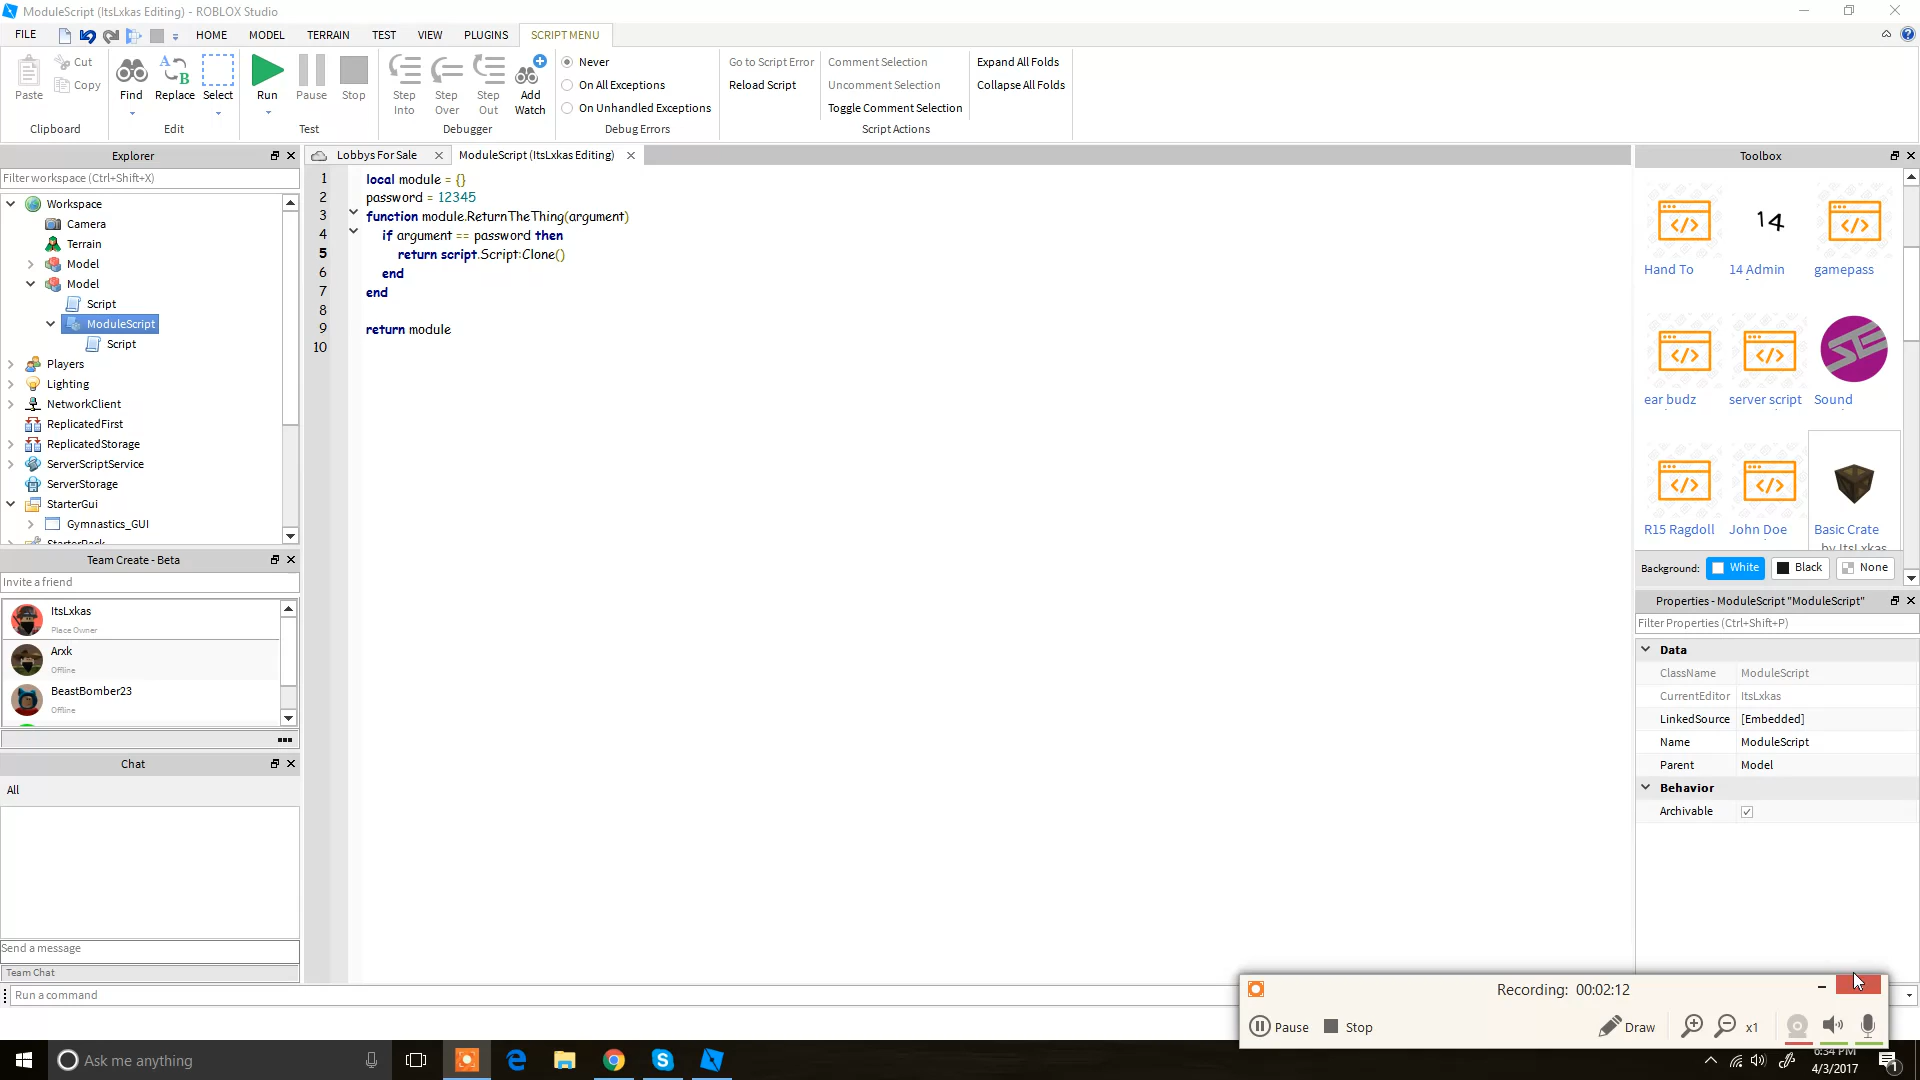 ModuleScript (ItsLxkas Editing) - ROBLOX Studio
FILE
HOME
MODEL
TERRAIN
TEST
VIEW
PLUGINS
SCRIPT MENU
Paste
Cut
Copy
Clipboard
Find
Replace
Select
Edit
Run
Pause
Stop
Test
Step Into
Step Over
Step Out
Add Watch
Debugger
Never
On All Exceptions
On Unhandled Exceptions
Debug Errors
Go to Script Error
Reload Script
Comment Selection
Uncomment Selection
Toggle Comment Selection
Script Actions
Expand All Folds
Collapse All Folds
Explorer
Filter workspace (Ctrl+Shift+X)
Workspace
Camera
Terrain
Model
Model
Script
ModuleScript
Script
Players
Lighting
NetworkClient
ReplicatedFirst
ReplicatedStorage
ServerScriptService
ServerStorage
StarterGui
Gymnastics_GUI
StarterPack
Team Create - Beta
Invite a friend
ItsLxkas
Place Owner
Arxk
Offline
BeastBomber23
Offline
Chat
All
Send a message
Team Chat
Run a command
Lobbys For Sale
ModuleScript (ItsLxkas Editing)
1 local module = {}
2 password = 12345
3 function module.ReturnTheThing(argument)
4 if argument == password then
5 return script.Script:Clone()
6 end
7 end
8
9 return module
10
Toolbox
14
Hand To
14 Admin
gamepass
ear budz
server script
Sound
R15 Ragdoll
John Doe
Basic Crate
by ItsLxkas
Background:
White
Black
None
Properties - ModuleScript "ModuleScript"
Filter Properties (Ctrl+Shift+P)
Data
ClassName ModuleScript
CurrentEditor ItsLxkas
LinkedSource [Embedded]
Name ModuleScript
Parent Model
Behavior
Archivable
Recording: 00:02:12
Pause
Stop
Draw
x1
Ask me anything
6:34 PM
4/3/2017
1